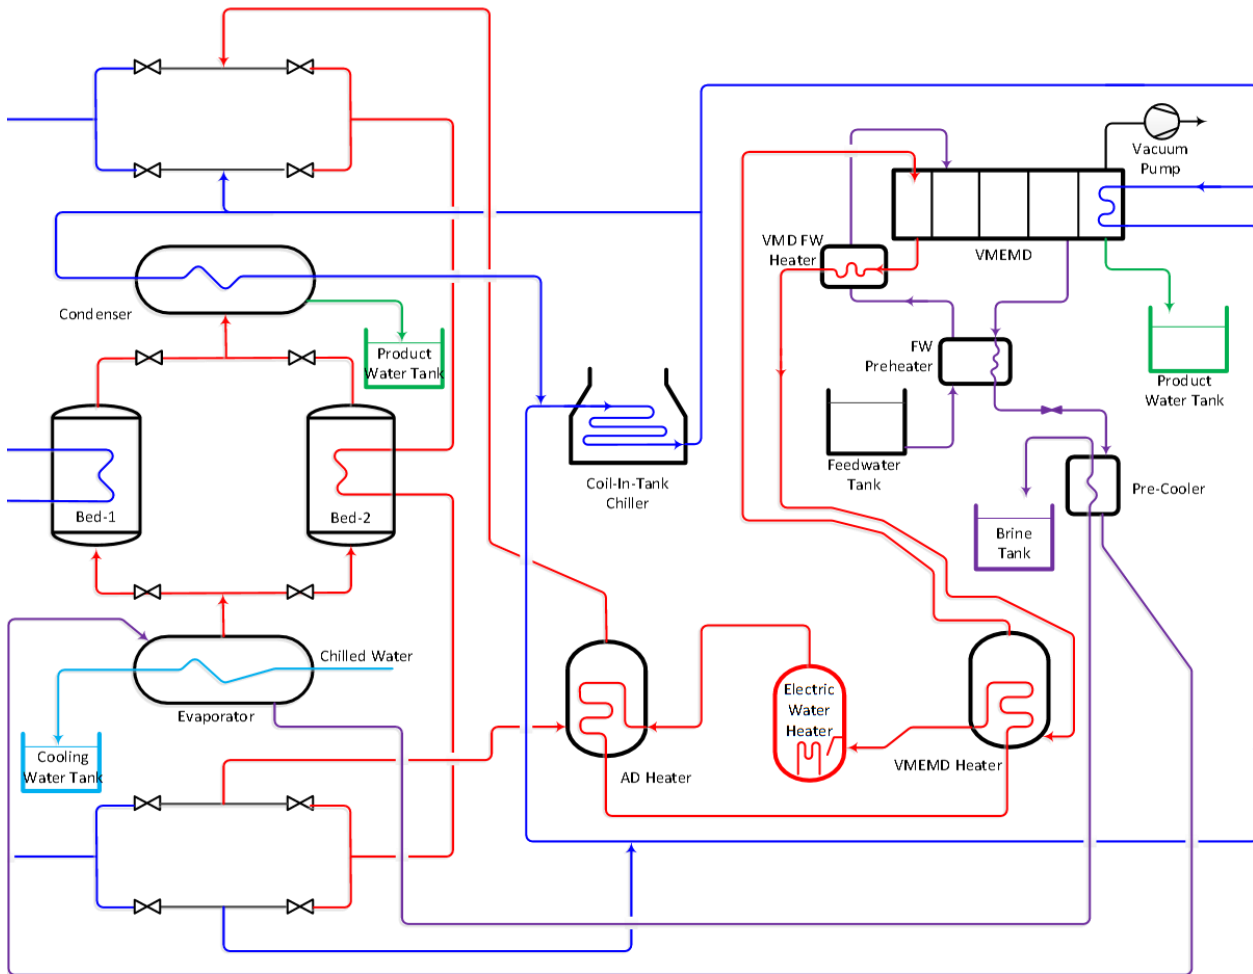 Vacuum
Pump
VMD FW
Heater
VMEMD
Condenser
Product
Water Tank
FW
Preheater
Product
Water Tank
Feedwater
Tank
Coil-In-Tank
Chiller
Pre-Cooler
Bed-1
Bed-2
Brine
Tank
Chilled Water
Evaporator
Electric
Water
Heater
Cooling
Water Tank
AD Heater
VMEMD Heater